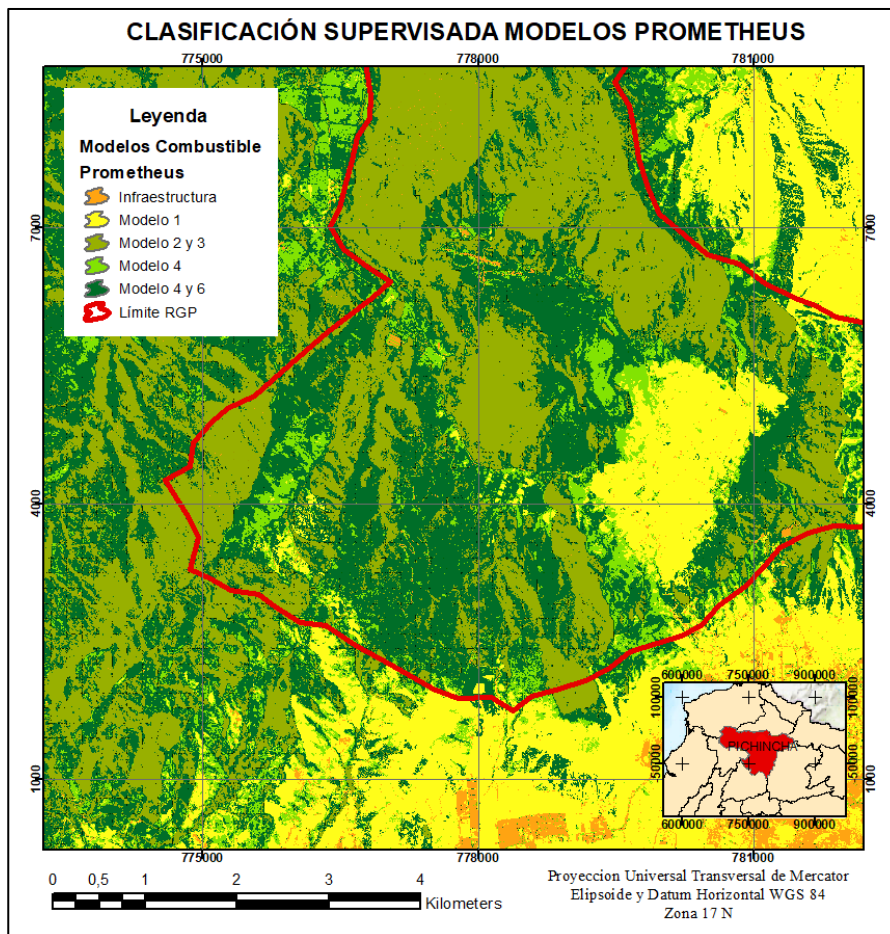 CLASIFICACIÓN SUPERVISADA MODELOS PROMETHEUS
775000 778000 781000
Leyenda
Modelos Combustible
Prometheus
Infraestructura
Modelo 1
Modelo 2 y 3
Modelo 4
Modelo 4 y 6
Límite RGP
7000 7000
4000 4000
1000 1000
600000 750000 900000
100000 100000
PICHINCHA
50000 50000
600000 750000 900000
775000 778000 781000
0 0,5 1 2 3 4
Kilometers
Proyeccion Universal Transversal de Mercator
Elipsoide y Datum Horizontal WGS 84
Zona 17 N